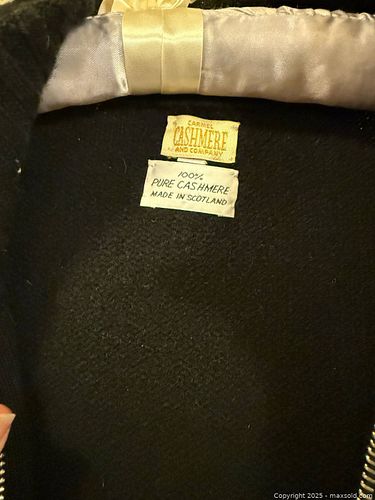 CARMEL
CASHMERE
AND COMPANY
100%
PURE CASHMERE
MADE IN SCOTLAND
Copyright 2025 - maxsold.com